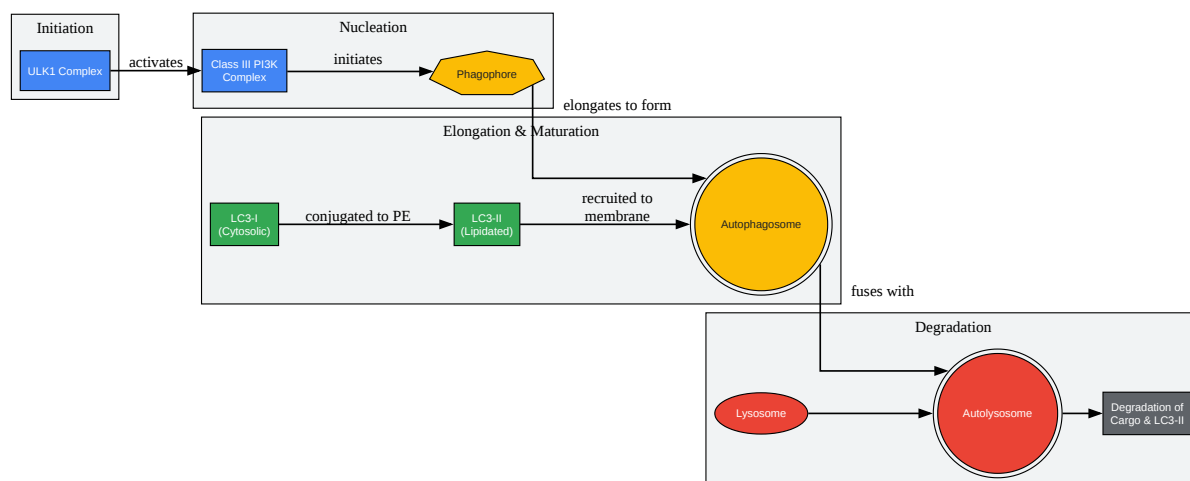 Initiation
ULK1 Complex
activates
Nucleation
Class III PI3K
Complex
initiates
Phagophore
elongates to form
Elongation & Maturation
LC3-I
(Cytosolic)
conjugated to PE
LC3-II
(Lipidated)
recruited to
membrane
Autophagosome
fuses with
Degradation
Lysosome
Autolysosome
Degradation of
Cargo & LC3-II